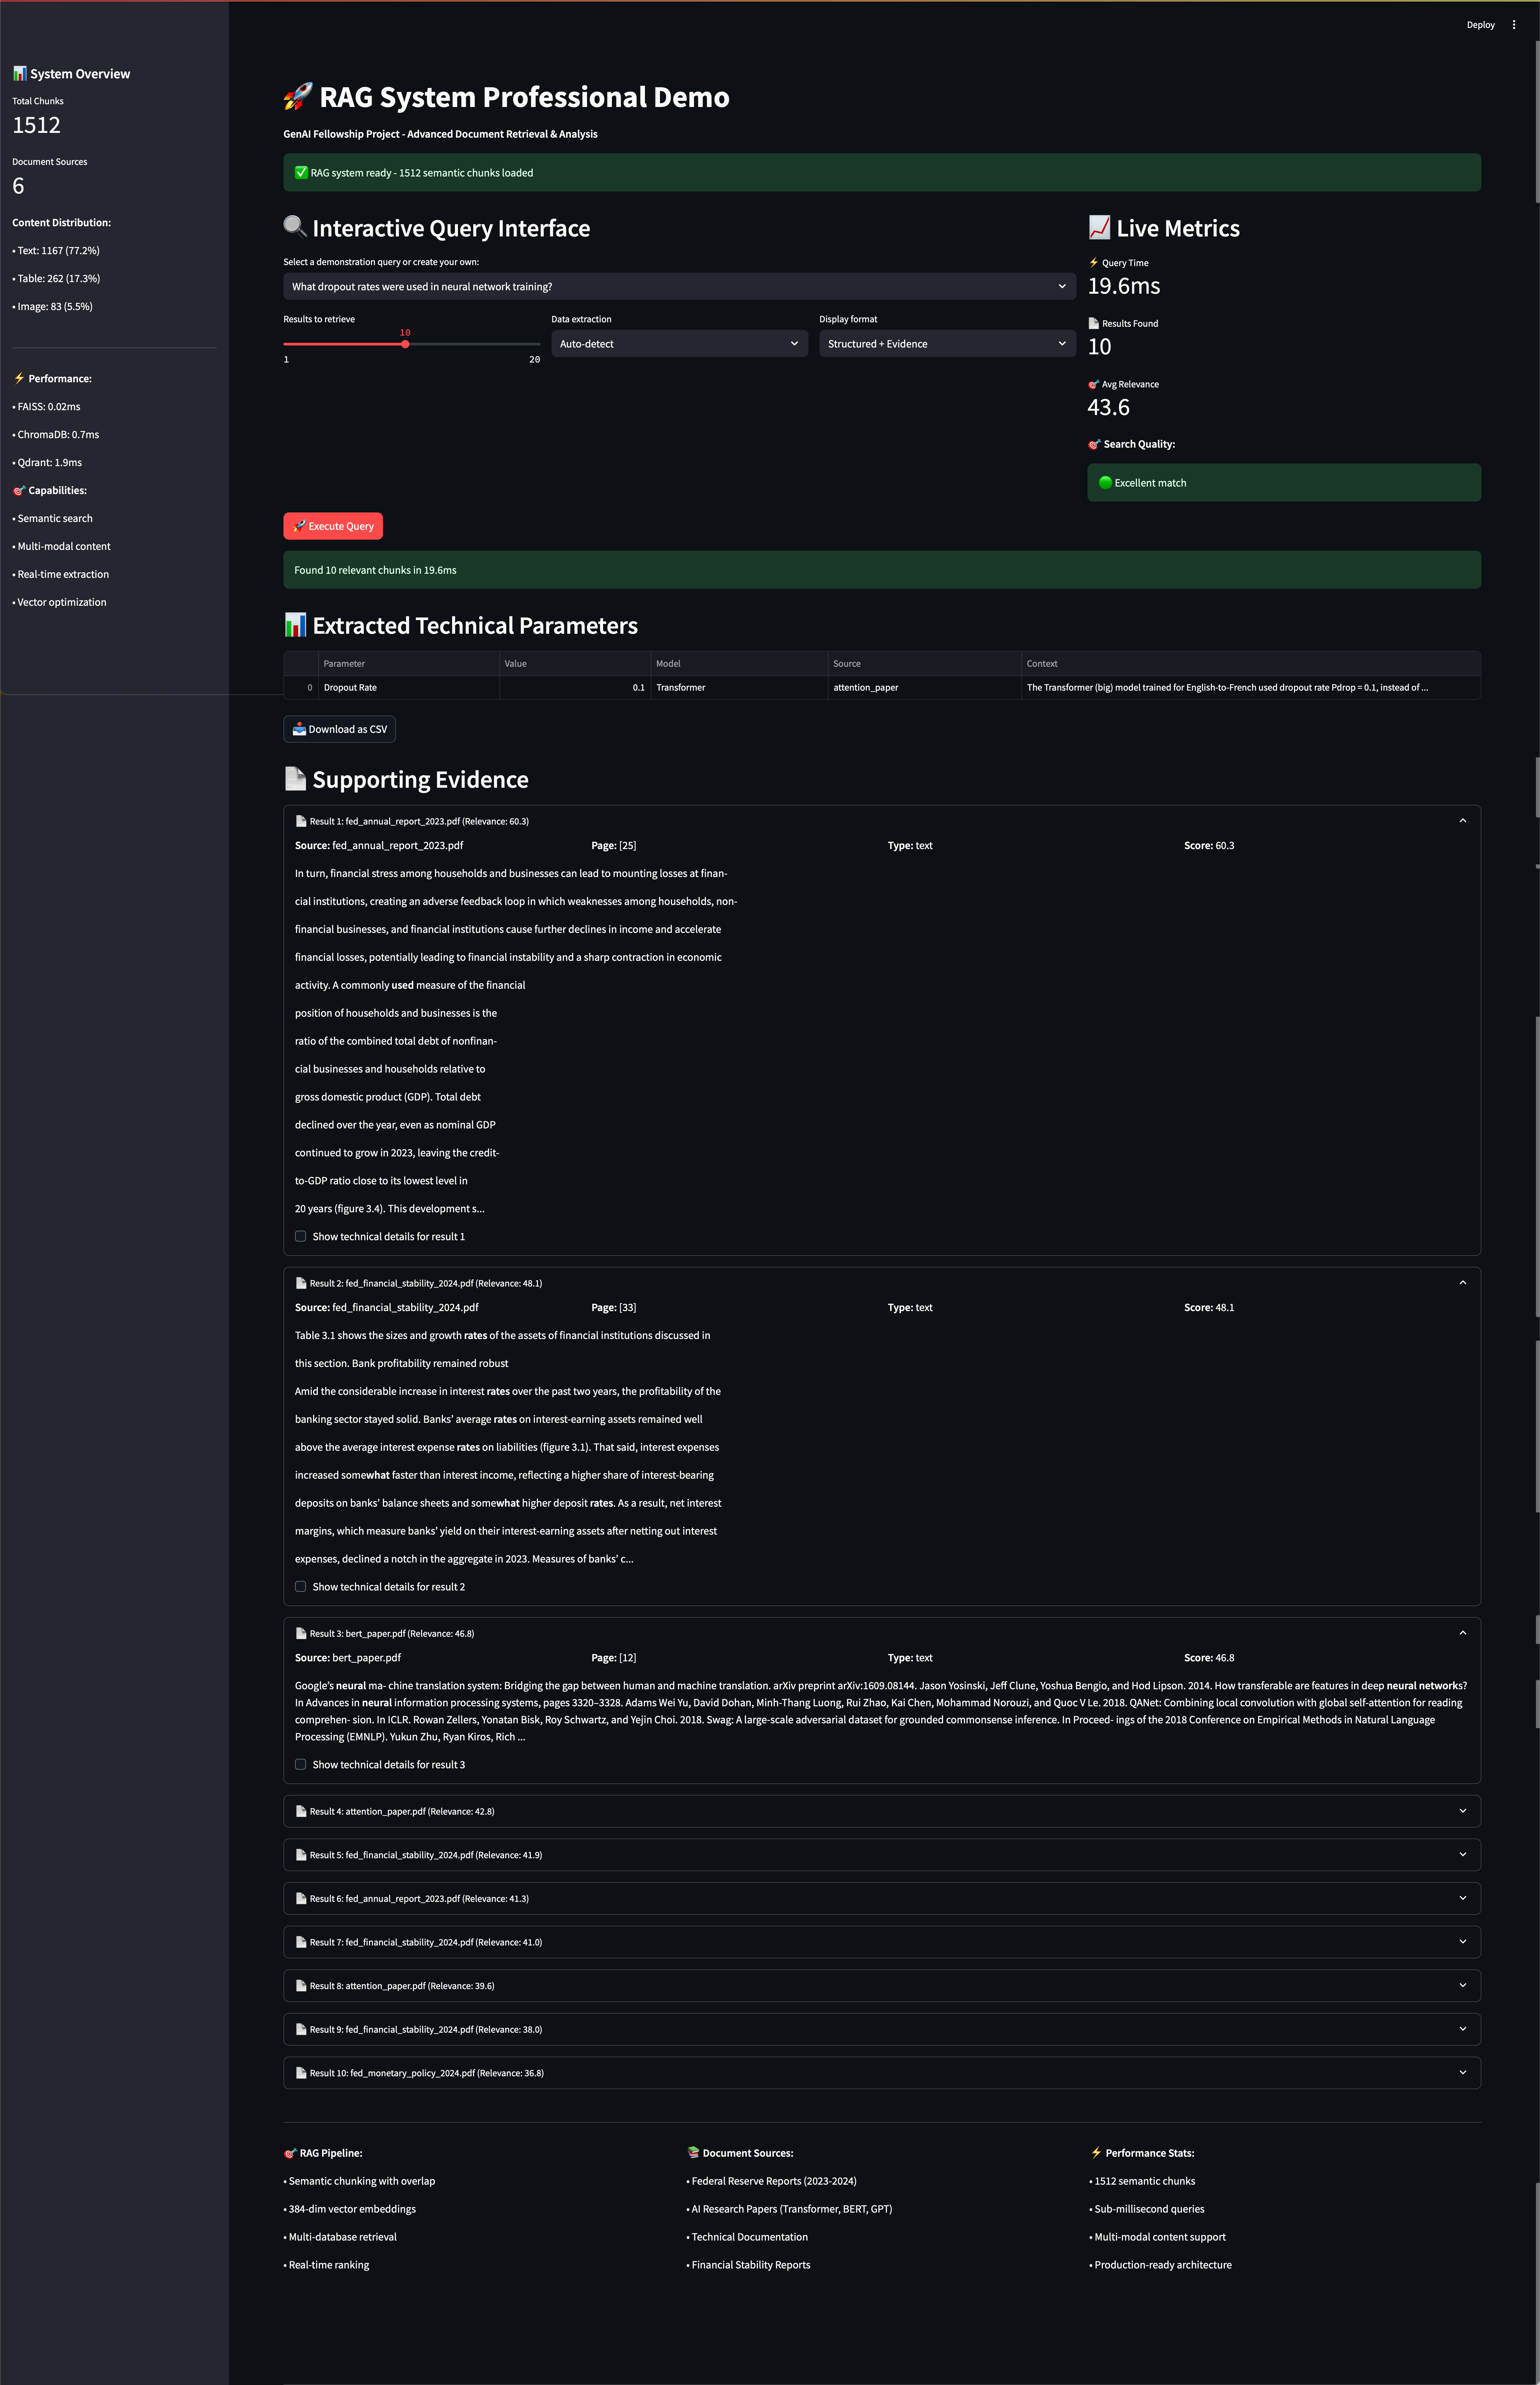 Deploy
📊 System Overview
Total Chunks
1512
Document Sources
6
Content Distribution:
• Text: 1167 (77.2%)
• Table: 262 (17.3%)
• Image: 83 (5.5%)
⚡ Performance:
• FAISS: 0.02ms
• ChromaDB: 0.7ms
• Qdrant: 1.9ms
🎯 Capabilities:
• Semantic search
• Multi-modal content
• Real-time extraction
• Vector optimization
🚀 RAG System Professional Demo
GenAI Fellowship Project - Advanced Document Retrieval & Analysis
✅ RAG system ready - 1512 semantic chunks loaded
🔍 Interactive Query Interface
Select a demonstration query or create your own:
What dropout rates were used in neural network training?
Results to retrieve
10
1 20
Data extraction
Auto-detect
Display format
Structured + Evidence
📈 Live Metrics
⚡ Query Time
19.6ms
📄 Results Found
10
🎯 Avg Relevance
43.6
🎯 Search Quality:
🟢 Excellent match
🚀 Execute Query
Found 10 relevant chunks in 19.6ms
📊 Extracted Technical Parameters
Parameter Value Model Source Context
0 Dropout Rate 0.1 Transformer attention_paper The Transformer (big) model trained for English-to-French used dropout rate Pdrop = 0.1, instead of ...
📥 Download as CSV
📄 Supporting Evidence
📄 Result 1: fed_annual_report_2023.pdf (Relevance: 60.3)
Source: fed_annual_report_2023.pdf Page: [25] Type: text Score: 60.3
In turn, financial stress among households and businesses can lead to mounting losses at finan-
cial institutions, creating an adverse feedback loop in which weaknesses among households, non-
financial businesses, and financial institutions cause further declines in income and accelerate
financial losses, potentially leading to financial instability and a sharp contraction in economic
activity. A commonly used measure of the financial
position of households and businesses is the
ratio of the combined total debt of nonfinan-
cial businesses and households relative to
gross domestic product (GDP). Total debt
declined over the year, even as nominal GDP
continued to grow in 2023, leaving the credit-
to-GDP ratio close to its lowest level in
20 years (figure 3.4). This development s...
Show technical details for result 1
📄 Result 2: fed_financial_stability_2024.pdf (Relevance: 48.1)
Source: fed_financial_stability_2024.pdf Page: [33] Type: text Score: 48.1
Table 3.1 shows the sizes and growth rates of the assets of financial institutions discussed in
this section. Bank profitability remained robust
Amid the considerable increase in interest rates over the past two years, the profitability of the
banking sector stayed solid. Banks' average rates on interest-earning assets remained well
above the average interest expense rates on liabilities (figure 3.1). That said, interest expenses
increased somewhat faster than interest income, reflecting a higher share of interest-bearing
deposits on banks' balance sheets and somewhat higher deposit rates. As a result, net interest
margins, which measure banks' yield on their interest-earning assets after netting out interest
expenses, declined a notch in the aggregate in 2023. Measures of banks' c...
Show technical details for result 2
📄 Result 3: bert_paper.pdf (Relevance: 46.8)
Source: bert_paper.pdf Page: [12] Type: text Score: 46.8
Google's neural ma- chine translation system: Bridging the gap between human and machine translation. arXiv preprint arXiv:1609.08144. Jason Yosinski, Jeff Clune, Yoshua Bengio, and Hod Lipson. 2014. How transferable are features in deep neural networks?
In Advances in neural information processing systems, pages 3320–3328. Adams Wei Yu, David Dohan, Minh-Thang Luong, Rui Zhao, Kai Chen, Mohammad Norouzi, and Quoc V Le. 2018. QANet: Combining local convolution with global self-attention for reading
comprehen- sion. In ICLR. Rowan Zellers, Yonatan Bisk, Roy Schwartz, and Yejin Choi. 2018. Swag: A large-scale adversarial dataset for grounded commonsense inference. In Proceed- ings of the 2018 Conference on Empirical Methods in Natural Language
Processing (EMNLP). Yukun Zhu, Ryan Kiros, Rich ...
Show technical details for result 3
📄 Result 4: attention_paper.pdf (Relevance: 42.8)
📄 Result 5: fed_financial_stability_2024.pdf (Relevance: 41.9)
📄 Result 6: fed_annual_report_2023.pdf (Relevance: 41.3)
📄 Result 7: fed_financial_stability_2024.pdf (Relevance: 41.0)
📄 Result 8: attention_paper.pdf (Relevance: 39.6)
📄 Result 9: fed_financial_stability_2024.pdf (Relevance: 38.0)
📄 Result 10: fed_monetary_policy_2024.pdf (Relevance: 36.8)
🎯 RAG Pipeline:
• Semantic chunking with overlap
• 384-dim vector embeddings
• Multi-database retrieval
• Real-time ranking
📚 Document Sources:
• Federal Reserve Reports (2023-2024)
• AI Research Papers (Transformer, BERT, GPT)
• Technical Documentation
• Financial Stability Reports
⚡ Performance Stats:
• 1512 semantic chunks
• Sub-millisecond queries
• Multi-modal content support
• Production-ready architecture